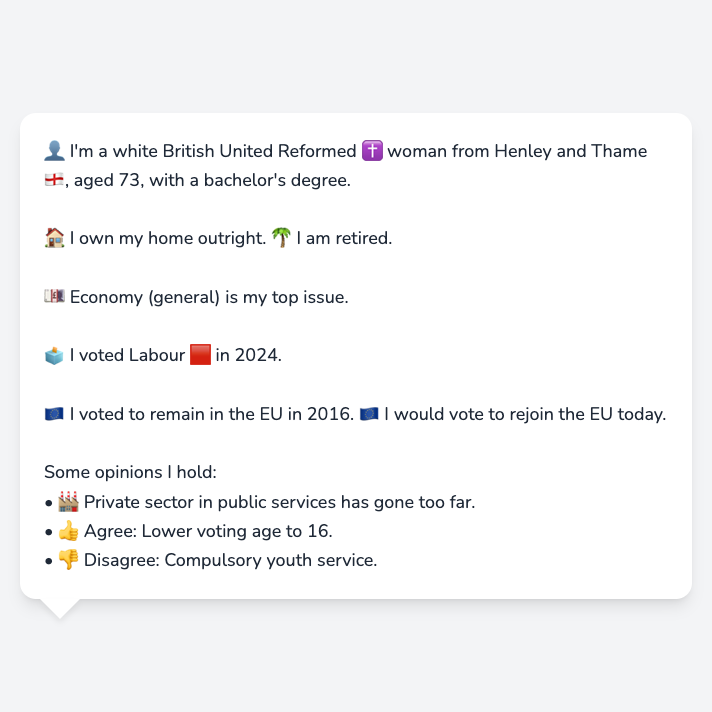 👤 I'm a white British United Reformed ✝️ woman from Henley and Thame
🏴󠁧󠁢󠁥󠁮󠁧󠁿, aged 73, with a bachelor's degree.
🏠 I own my home outright. 🌴 I am retired.
💷 Economy (general) is my top issue.
🗳️ I voted Labour 🟥 in 2024.
🇪🇺 I voted to remain in the EU in 2016. 🇪🇺 I would vote to rejoin the EU today.
Some opinions I hold:
• 🏭 Private sector in public services has gone too far.
• 👍 Agree: Lower voting age to 16.
• 👎 Disagree: Compulsory youth service.